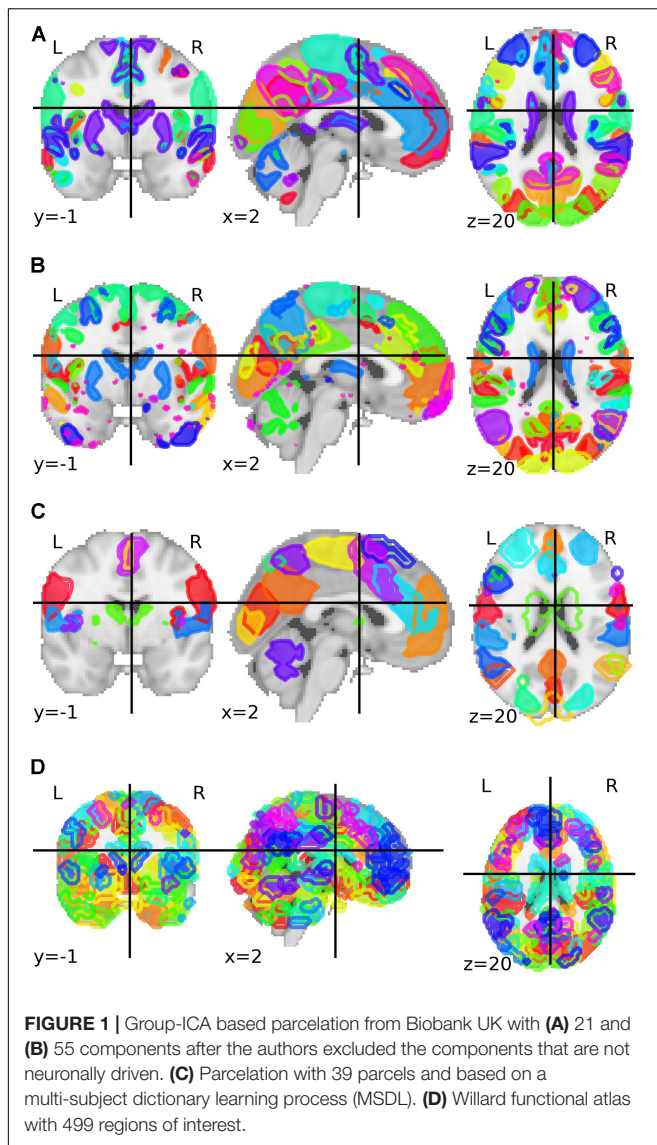 A
L R L R
y=-1 x=2 z=20
B
L R L R
y=-1 x=2 z=20
C
L R L R
y=-1 x=2 z=20
D
L R L R
y=-1 x=2 z=20
FIGURE 1 | Group-ICA based parcelation from Biobank UK with (A) 21 and
(B) 55 components after the authors excluded the components that are not
neuronally driven. (C) Parcelation with 39 parcels and based on a
multi-subject dictionary learning process (MSDL). (D) Willard functional atlas
with 499 regions of interest.